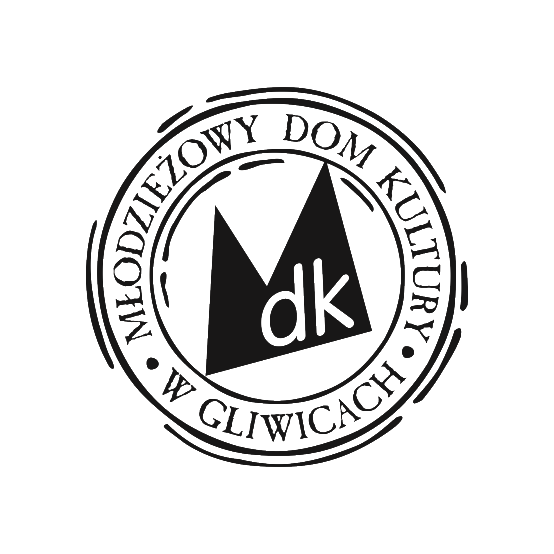 MŁODZIEŻOWY DOM KULTURY
• W GLIWICACH •
dk